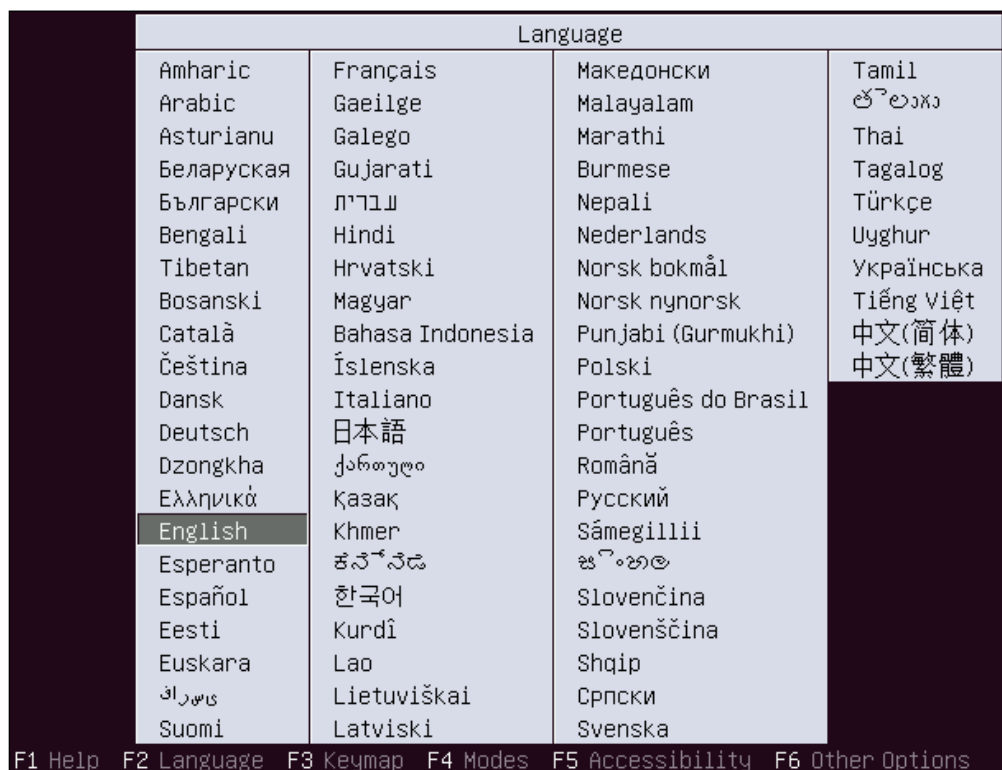 Language
Amharic
Arabic
Asturianu
Беларуская
Български
Bengali
Tibetan
Bosanski
Català
Čeština
Dansk
Deutsch
Dzongkha
Ελληνικά
English
Esperanto
Español
Eesti
Euskara
فارسی
Suomi
Français
Gaeilge
Galego
Gujarati
עברית
Hindi
Hrvatski
Magyar
Bahasa Indonesia
Íslenska
Italiano
日本語
ქართული
Қазақ
Khmer
ಕನ್ನಡ
한국어
Kurdî
Lao
Lietuviškai
Latviski
Македонски
Malayalam
Marathi
Burmese
Nepali
Nederlands
Norsk bokmål
Norsk nynorsk
Punjabi (Gurmukhi)
Polski
Português do Brasil
Português
Română
Русский
Sámegillii
සිංහල
Slovenčina
Slovenščina
Shqip
Српски
Svenska
Tamil
తెలుగు
Thai
Tagalog
Türkçe
Uyghur
Українська
Tiếng Việt
中文(简体)
中文(繁體)
F1 Help F2 Language F3 Keymap F4 Modes F5 Accessibility F6 Other Options